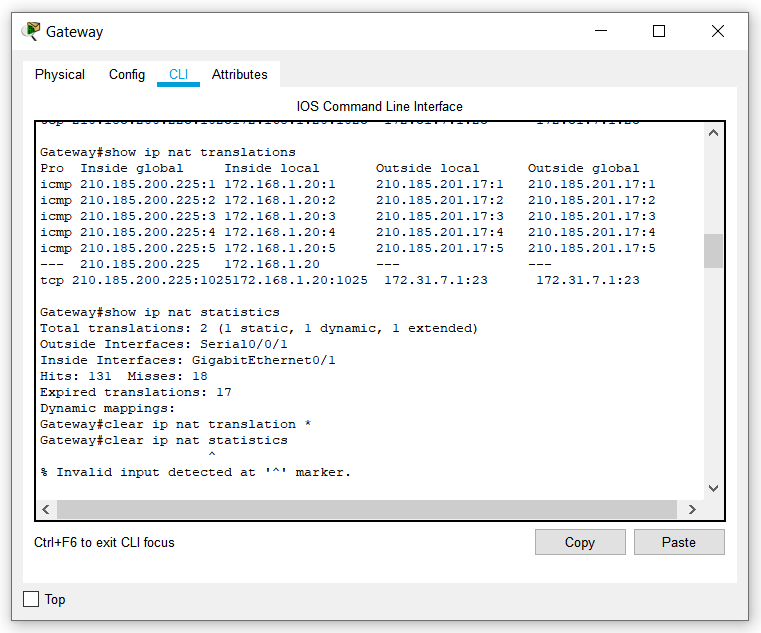 Gateway
Physical Config CLI Attributes
IOS Command Line Interface
Gateway#show ip nat translations
Pro  Inside global     Inside local       Outside local      Outside global
icmp 210.185.200.225:1 172.168.1.20:1     210.185.201.17:1   210.185.201.17:1
icmp 210.185.200.225:2 172.168.1.20:2     210.185.201.17:2   210.185.201.17:2
icmp 210.185.200.225:3 172.168.1.20:3     210.185.201.17:3   210.185.201.17:3
icmp 210.185.200.225:4 172.168.1.20:4     210.185.201.17:4   210.185.201.17:4
icmp 210.185.200.225:5 172.168.1.20:5     210.185.201.17:5   210.185.201.17:5
---  210.185.200.225   172.168.1.20       ---                ---
tcp 210.185.200.225:1025172.168.1.20:1025  172.31.7.1:23      172.31.7.1:23
Gateway#show ip nat statistics
Total translations: 2 (1 static, 1 dynamic, 1 extended)
Outside Interfaces: Serial0/0/1
Inside Interfaces: GigabitEthernet0/1
Hits: 131  Misses: 18
Expired translations: 17
Dynamic mappings:
Gateway#clear ip nat translation *
Gateway#clear ip nat statistics
                     ^
% Invalid input detected at '^' marker.
Ctrl+F6 to exit CLI focus
Copy Paste
Top